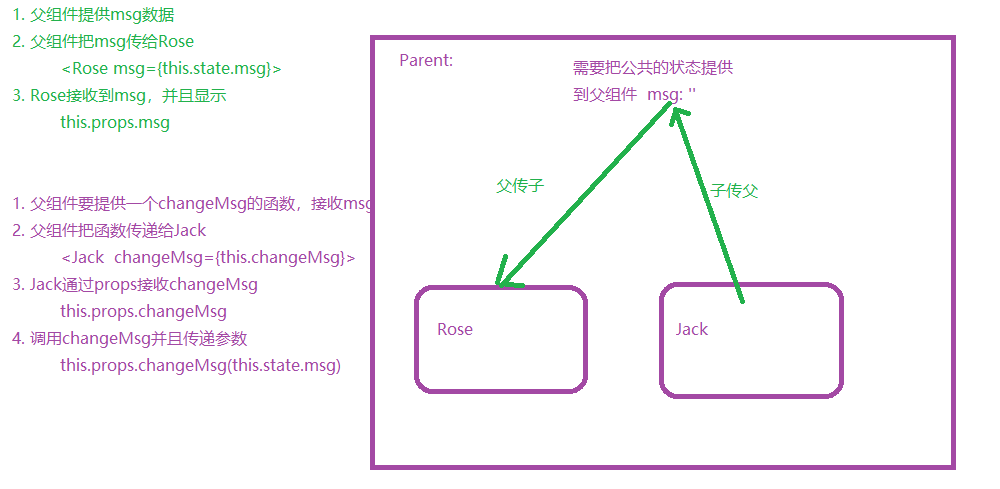 1. 父组件提供msg数据
2. 父组件把msg传给Rose
<Rose msg={this.state.msg}>
3. Rose接收到msg，并且显示
this.props.msg
1. 父组件要提供一个changeMsg的函数，接收msg
2. 父组件把函数传递给Jack
<Jack  changeMsg={this.changeMsg}>
3. Jack通过props接收changeMsg
this.props.changeMsg
4. 调用changeMsg并且传递参数
this.props.changeMsg(this.state.msg)
Parent:
需要把公共的状态提供
到父组件  msg: ''
父传子
子传父
Rose
Jack